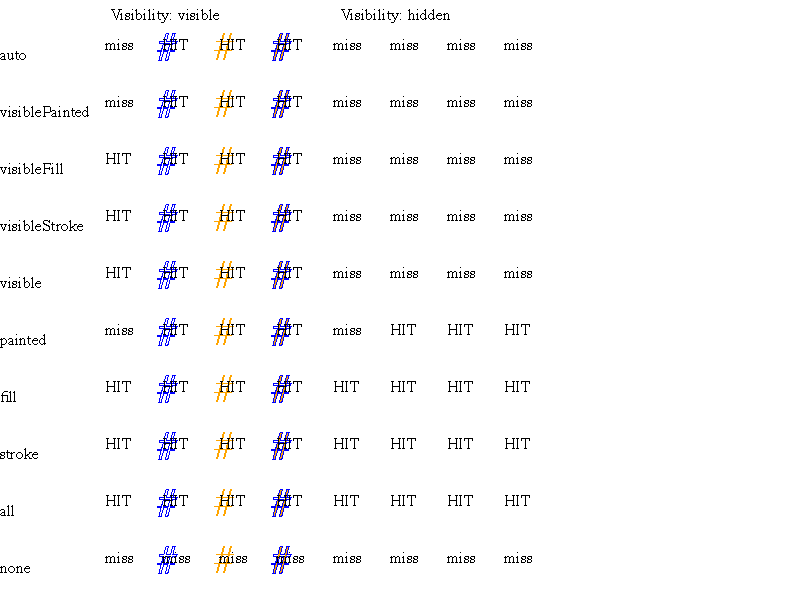 Visibility: visible Visibility: hidden
auto miss # HIT # HIT # HIT miss miss miss miss
visiblePainted miss # HIT # HIT # HIT miss miss miss miss
visibleFill HIT # HIT # HIT # HIT miss miss miss miss
visibleStroke HIT # HIT # HIT # HIT miss miss miss miss
visible HIT # HIT # HIT # HIT miss miss miss miss
painted miss # HIT # HIT # HIT miss HIT HIT HIT
fill HIT # HIT # HIT # HIT HIT HIT HIT HIT
stroke HIT # HIT # HIT # HIT HIT HIT HIT HIT
all HIT # HIT # HIT # HIT HIT HIT HIT HIT
none miss # miss # miss # miss miss miss miss miss